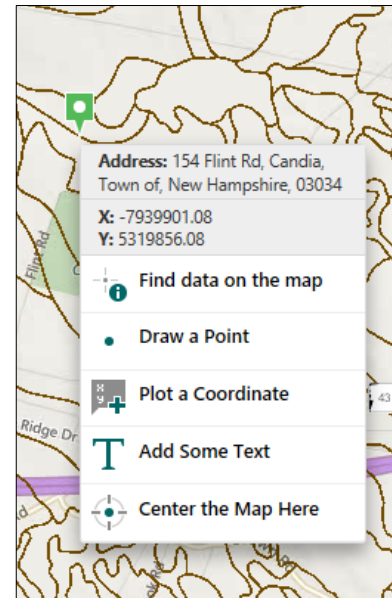 Address: 154 Flint Rd, Candia,
Town of, New Hampshire, 03034
X: -7939901.08
Y: 5319856.08
Flint Rd
Find data on the map
Draw a Point
x
y
Plot a Coordinate
43
Ridge Dr
T
Add Some Text
Center the Map Here